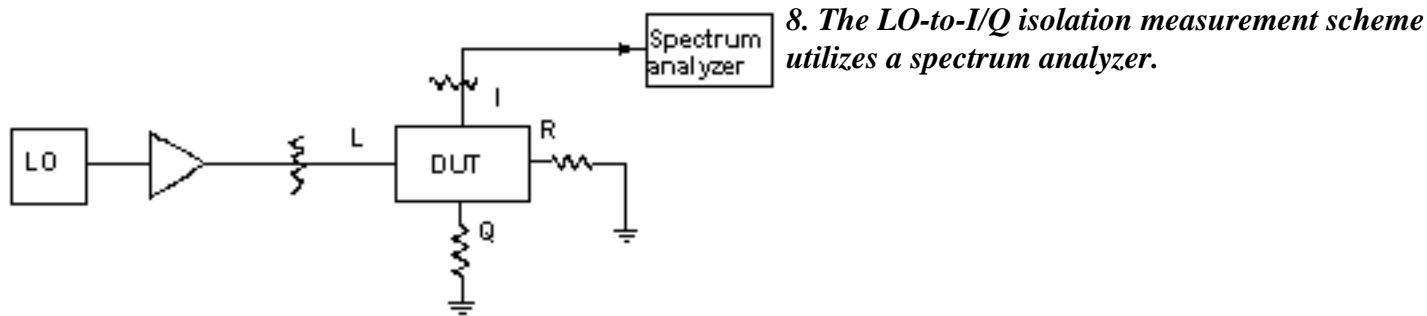 8. The LO-to-I/Q isolation measurement scheme
utilizes a spectrum analyzer.
Spectrum
analyzer
I
L
R
LO
DUT
Q